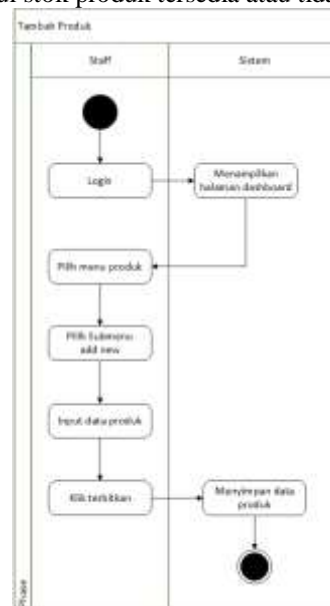 di stok produk tersedia atau tida
Tambah Produk
Staff
Sistem
Login
Menampilkan
halaman dashboard
Pilih menu produk
Pilih Submenu
add new
Input data produk
Klik terbitkan
Menyimpan data
produk
Phase